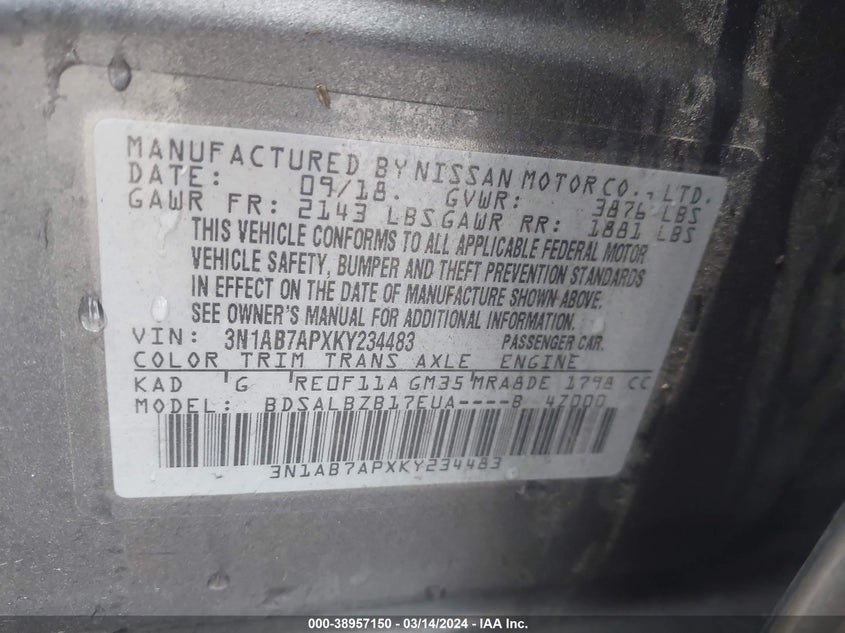 MANUFACTURED BY NISSAN MOTOR CO., LTD.
DATE: 09/18. GVWR: 3876 LBS
GAWR FR: 2143 LBS GAWR RR: 1881 LBS
THIS VEHICLE CONFORMS TO ALL APPLICABLE FEDERAL MOTOR
VEHICLE SAFETY, BUMPER AND THEFT PREVENTION STANDARDS
IN EFFECT ON THE DATE OF MANUFACTURE SHOWN ABOVE.
SEE OWNER'S MANUAL FOR ADDITIONAL INFORMATION.
VIN: 3N1AB7APXKY234483 PASSENGER CAR.
COLOR TRIM TRANS AXLE ENGINE
KAD G RE0F11A GM35 MRA8DE 1798 CC
MODEL: BDSALBZB17EUA----B 4Z000
3N1AB7APXKY234483
000-38957150 - 03/14/2024 - IAA Inc.